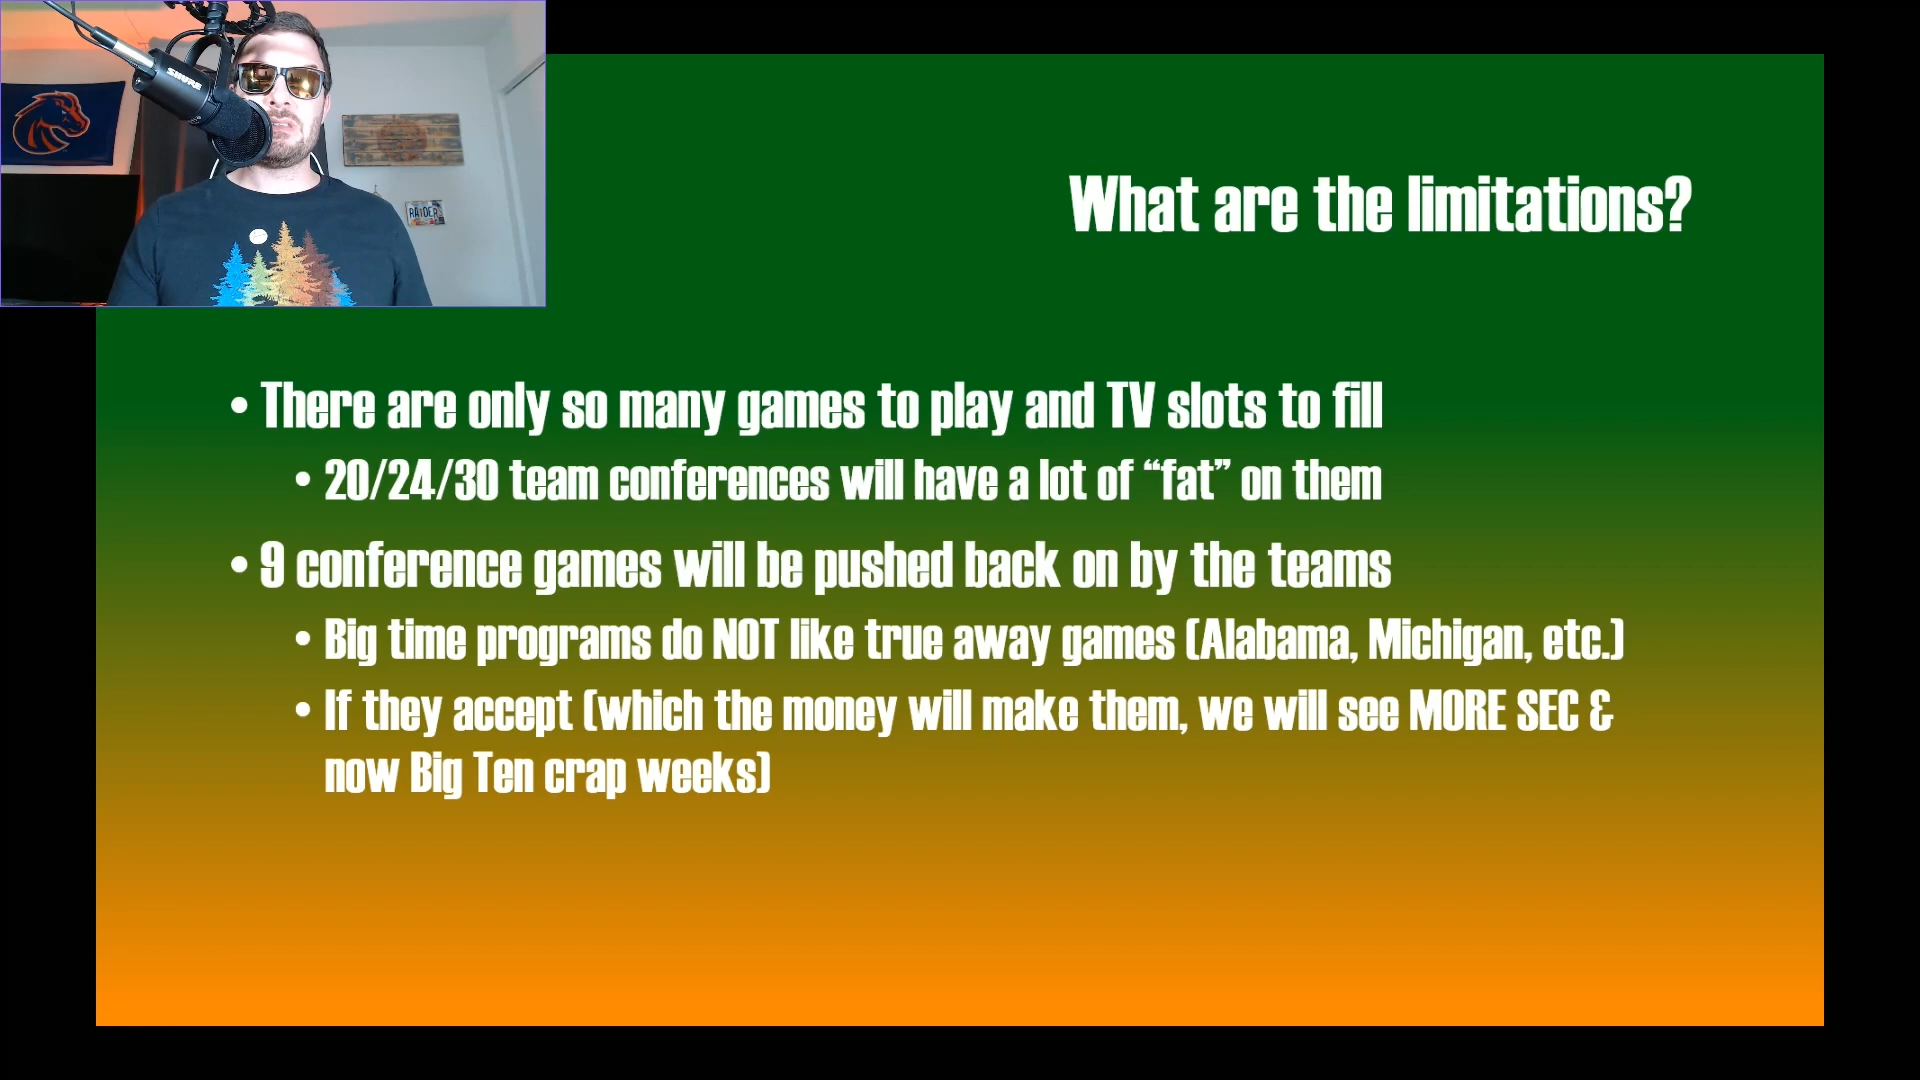 SHURE
RAIDER
What are the limitations?
• There are only so many games to play and TV slots to fill
• 20/24/30 team conferences will have a lot of “fat” on them
• 9 conference games will be pushed back on by the teams
• Big time programs do NOT like true away games (Alabama, Michigan, etc.)
• If they accept (which the money will make them, we will see MORE SEC &
now Big Ten crap weeks)